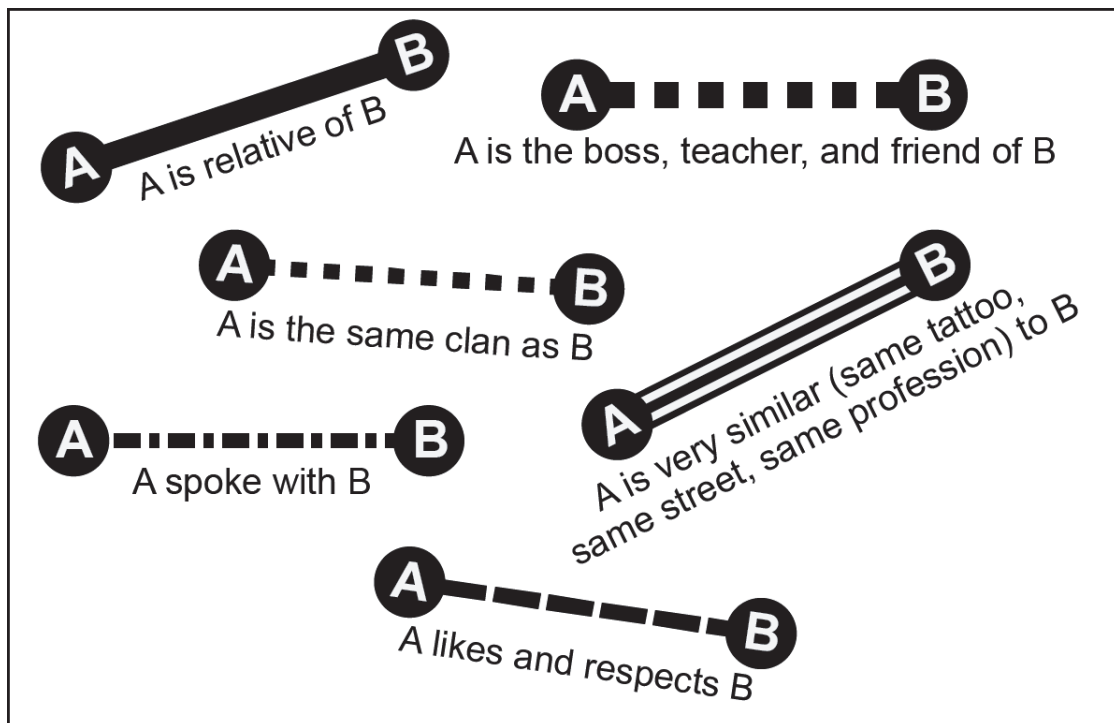 A B
A is relative of B
A B
A is the boss, teacher, and friend of B
A B
A is the same clan as B
A B
A is very similar (same tattoo,
same street, same profession) to B
A B
A spoke with B
A B
A likes and respects B